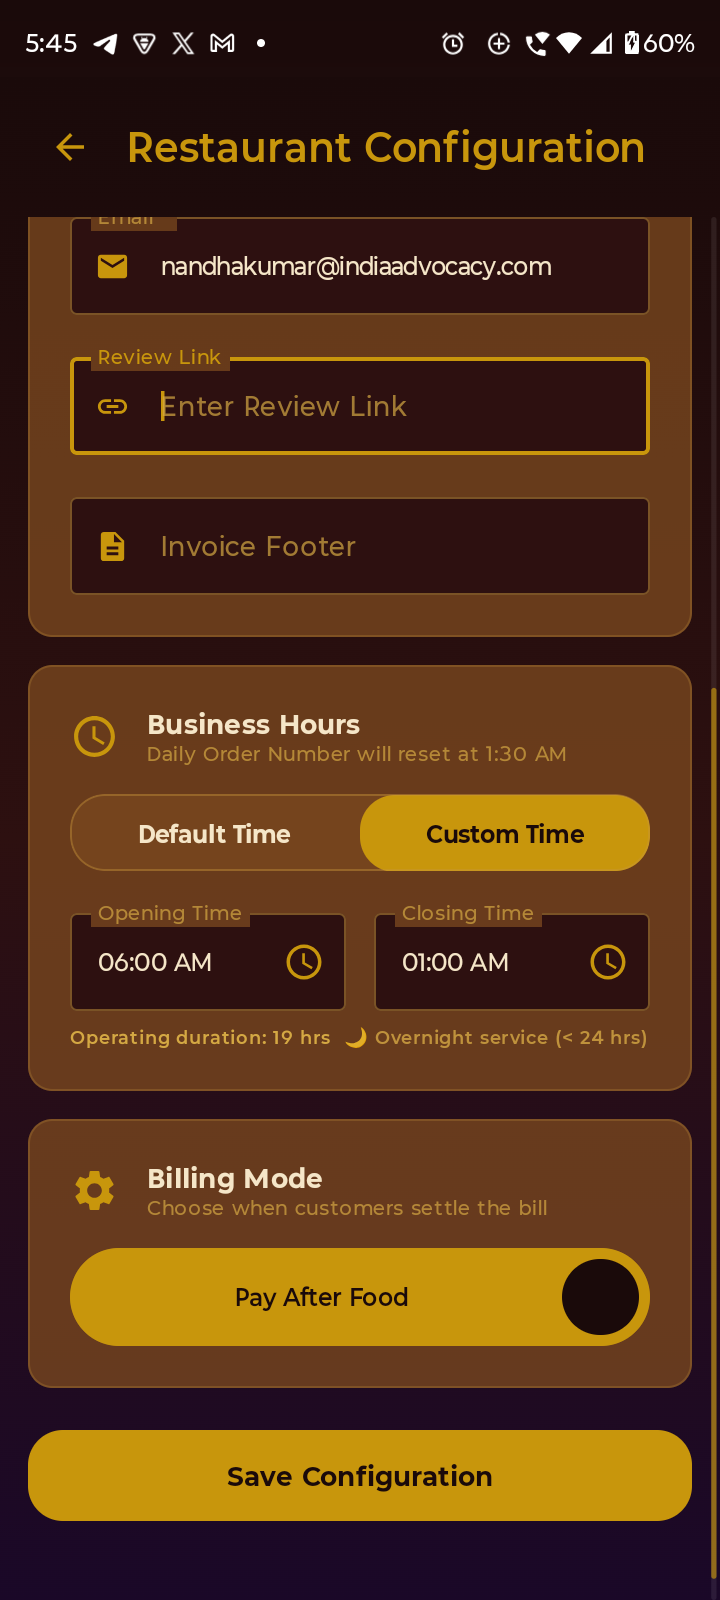 5:45
60%
Restaurant Configuration
Email
nandhakumar@indiaadvocacy.com
Review Link
Enter Review Link
Invoice Footer
Business Hours
Daily Order Number will reset at 1:30 AM
Default Time
Custom Time
Opening Time
Closing Time
06:00 AM
01:00 AM
Operating duration: 19 hrs
Overnight service (< 24 hrs)
Billing Mode
Choose when customers settle the bill
Pay After Food
Save Configuration